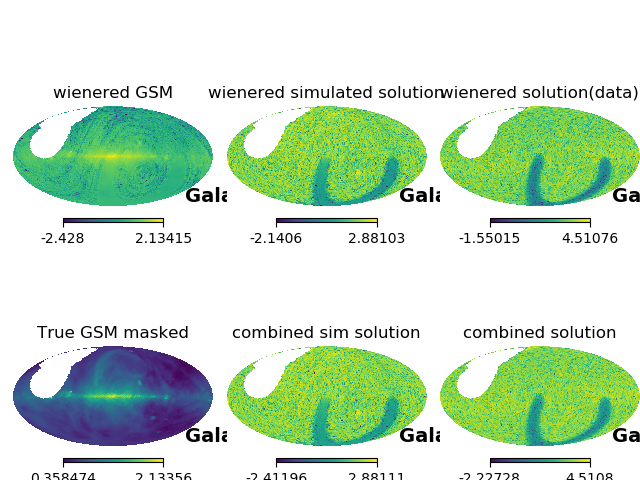 wienered GSM
wienered simulated solution
wienered solution(data)
Gala
Gala
Ga
-2.428 2.13415
-2.1406 2.88103
-1.55015 4.51076
True GSM masked
combined sim solution
combined solution
Gala
Gala
Ga
0.358474 2.13356
-2.41196 2.88111
-2.22728 4.5108